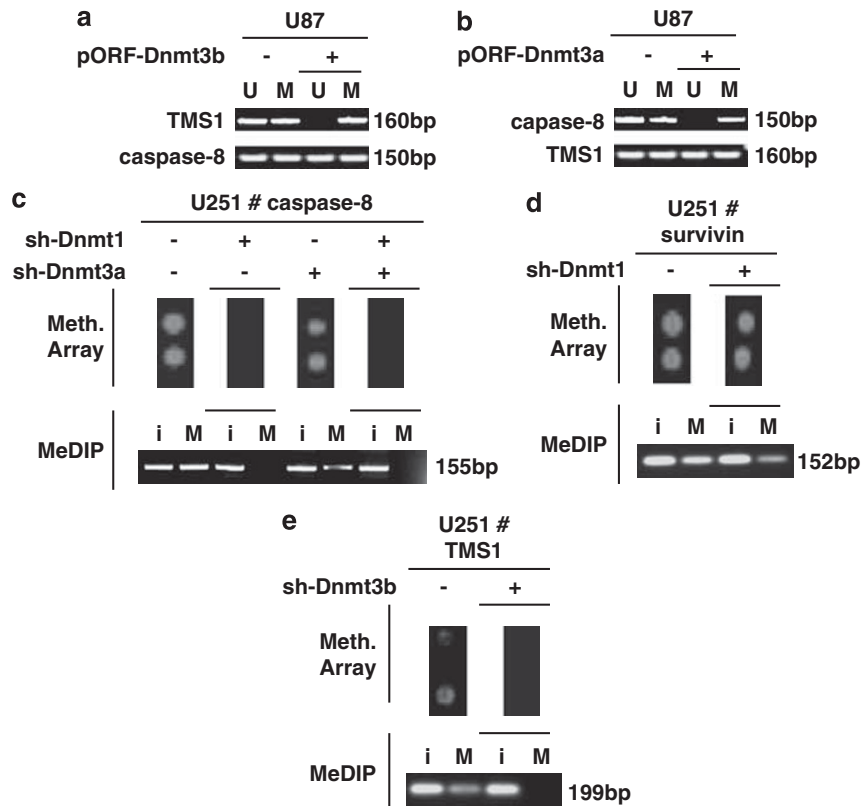 a
U87
pORF-Dnmt3b - +
U M U M
TMS1 160bp
caspase-8 150bp
b
U87
pORF-Dnmt3a - +
U M U M
capase-8 150bp
TMS1 160bp
c
U251 # caspase-8
sh-Dnmt1 - + - +
sh-Dnmt3a - - + +
Meth.
Array
MeDIP
i M i M i M i M
155bp
d
U251 #
survivin
sh-Dnmt1 - +
Meth.
Array
MeDIP
i M i M
152bp
e
U251 #
TMS1
sh-Dnmt3b - +
Meth.
Array
MeDIP
i M i M
199bp